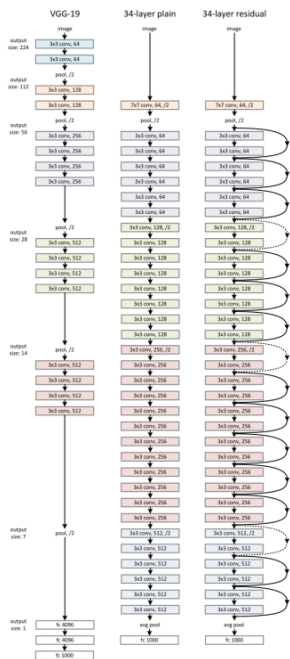 VGG-19
34-layer plain
34-layer residual
output
size: 224
image
3x3 conv, 64
3x3 conv, 64
output
size: 112
pool, /2
3x3 conv, 128
3x3 conv, 128
output
size: 56
pool, /2
3x3 conv, 256
3x3 conv, 256
3x3 conv, 256
3x3 conv, 256
output
size: 28
pool, /2
3x3 conv, 512
3x3 conv, 512
3x3 conv, 512
3x3 conv, 512
output
size: 14
pool, /2
3x3 conv, 512
3x3 conv, 512
3x3 conv, 512
3x3 conv, 512
output
size: 7
pool, /2
output
size: 1
fc 4096
fc 4096
fc 1000
image
7x7 conv, 64, /2
pool, /2
3x3 conv, 64
3x3 conv, 64
3x3 conv, 64
3x3 conv, 64
3x3 conv, 64
3x3 conv, 64
3x3 conv, 128, /2
3x3 conv, 128
3x3 conv, 128
3x3 conv, 128
3x3 conv, 128
3x3 conv, 128
3x3 conv, 128
3x3 conv, 128
3x3 conv, 256, /2
3x3 conv, 256
3x3 conv, 256
3x3 conv, 256
3x3 conv, 256
3x3 conv, 256
3x3 conv, 256
3x3 conv, 256
3x3 conv, 256
3x3 conv, 256
3x3 conv, 256
3x3 conv, 256
3x3 conv, 512, /2
3x3 conv, 512
3x3 conv, 512
3x3 conv, 512
3x3 conv, 512
3x3 conv, 512
avg pool
fc 1000
image
7x7 conv, 64, /2
pool, /2
3x3 conv, 64
3x3 conv, 64
3x3 conv, 64
3x3 conv, 64
3x3 conv, 64
3x3 conv, 64
3x3 conv, 128, /2
3x3 conv, 128
3x3 conv, 128
3x3 conv, 128
3x3 conv, 128
3x3 conv, 128
3x3 conv, 128
3x3 conv, 128
3x3 conv, 256, /2
3x3 conv, 256
3x3 conv, 256
3x3 conv, 256
3x3 conv, 256
3x3 conv, 256
3x3 conv, 256
3x3 conv, 256
3x3 conv, 256
3x3 conv, 256
3x3 conv, 256
3x3 conv, 256
3x3 conv, 512, /2
3x3 conv, 512
3x3 conv, 512
3x3 conv, 512
3x3 conv, 512
3x3 conv, 512
avg pool
fc 1000